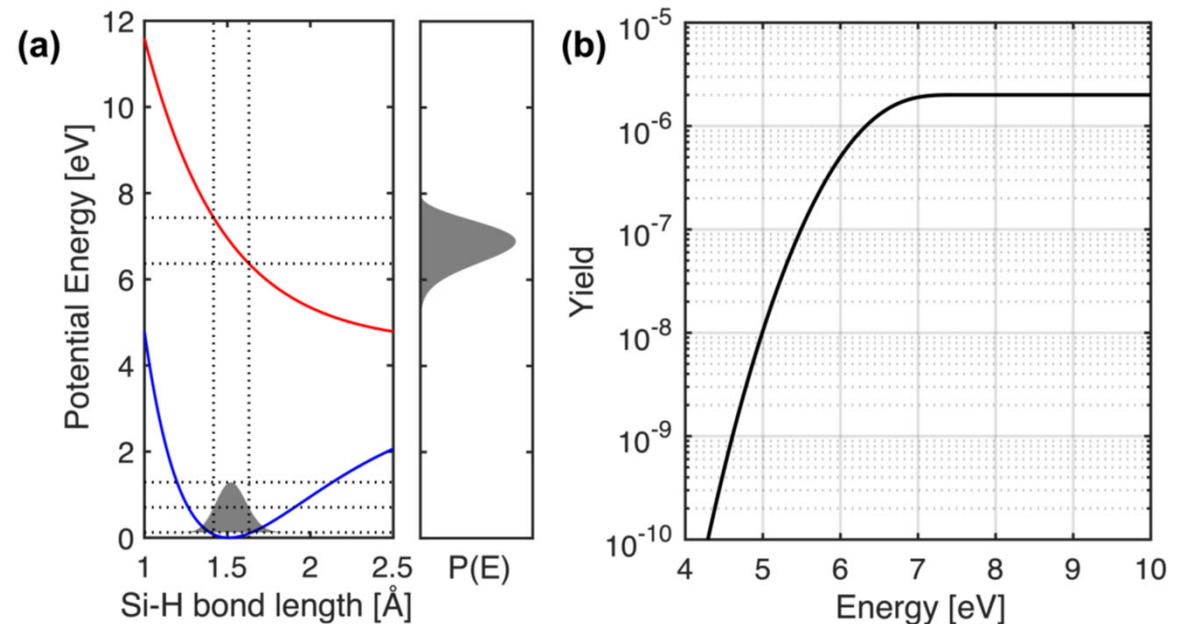 (a)
12
10
8
6
4
2
0
Potential Energy [eV]
1 1.5 2 2.5
Si-H bond length [Å]
P(E)
(b)
10-5
10-6
10-7
10-8
10-9
10-10
Yield
4 5 6 7 8 9 10
Energy [eV]